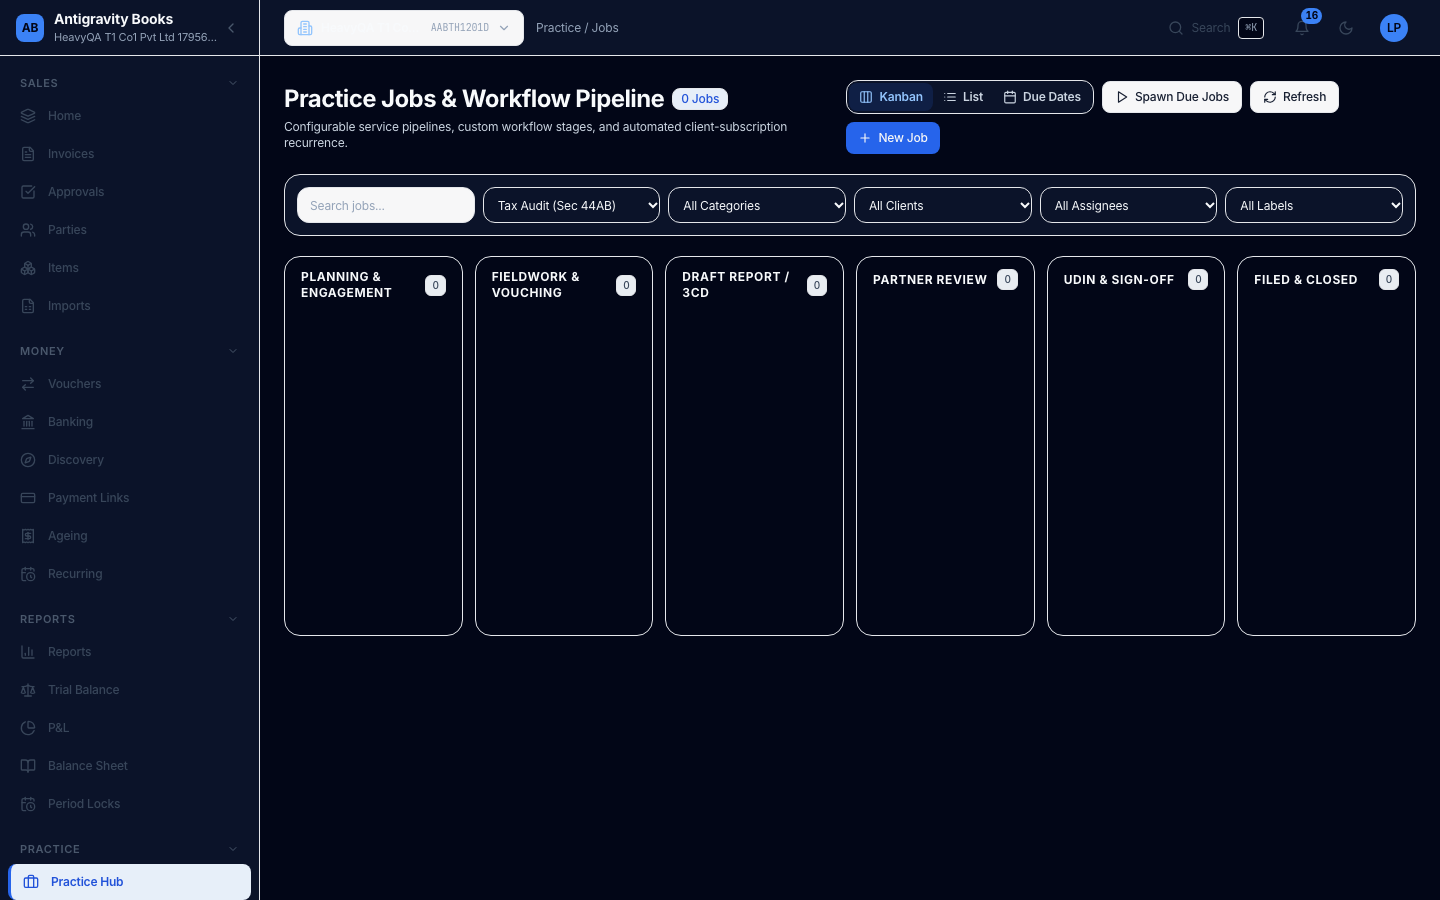 AB
Antigravity Books
HeavyQA T1 Co1 Pvt Ltd 17956...
AABTH1201D
Practice / Jobs
Search
⌘K
16
LP
SALES
Home
Invoices
Approvals
Parties
Items
Imports
MONEY
Vouchers
Banking
Discovery
Payment Links
Ageing
Recurring
REPORTS
Reports
Trial Balance
P&L
Balance Sheet
Period Locks
PRACTICE
Practice Hub
Practice Jobs & Workflow Pipeline
0 Jobs
Configurable service pipelines, custom workflow stages, and automated client-subscription
recurrence.
Kanban
List
Due Dates
Spawn Due Jobs
Refresh
New Job
Search jobs...
Tax Audit (Sec 44AB)
All Categories
All Clients
All Assignees
All Labels
PLANNING &
ENGAGEMENT
0
FIELDWORK &
VOUCHING
0
DRAFT REPORT /
3CD
0
PARTNER REVIEW
0
UDIN & SIGN-OFF
0
FILED & CLOSED
0